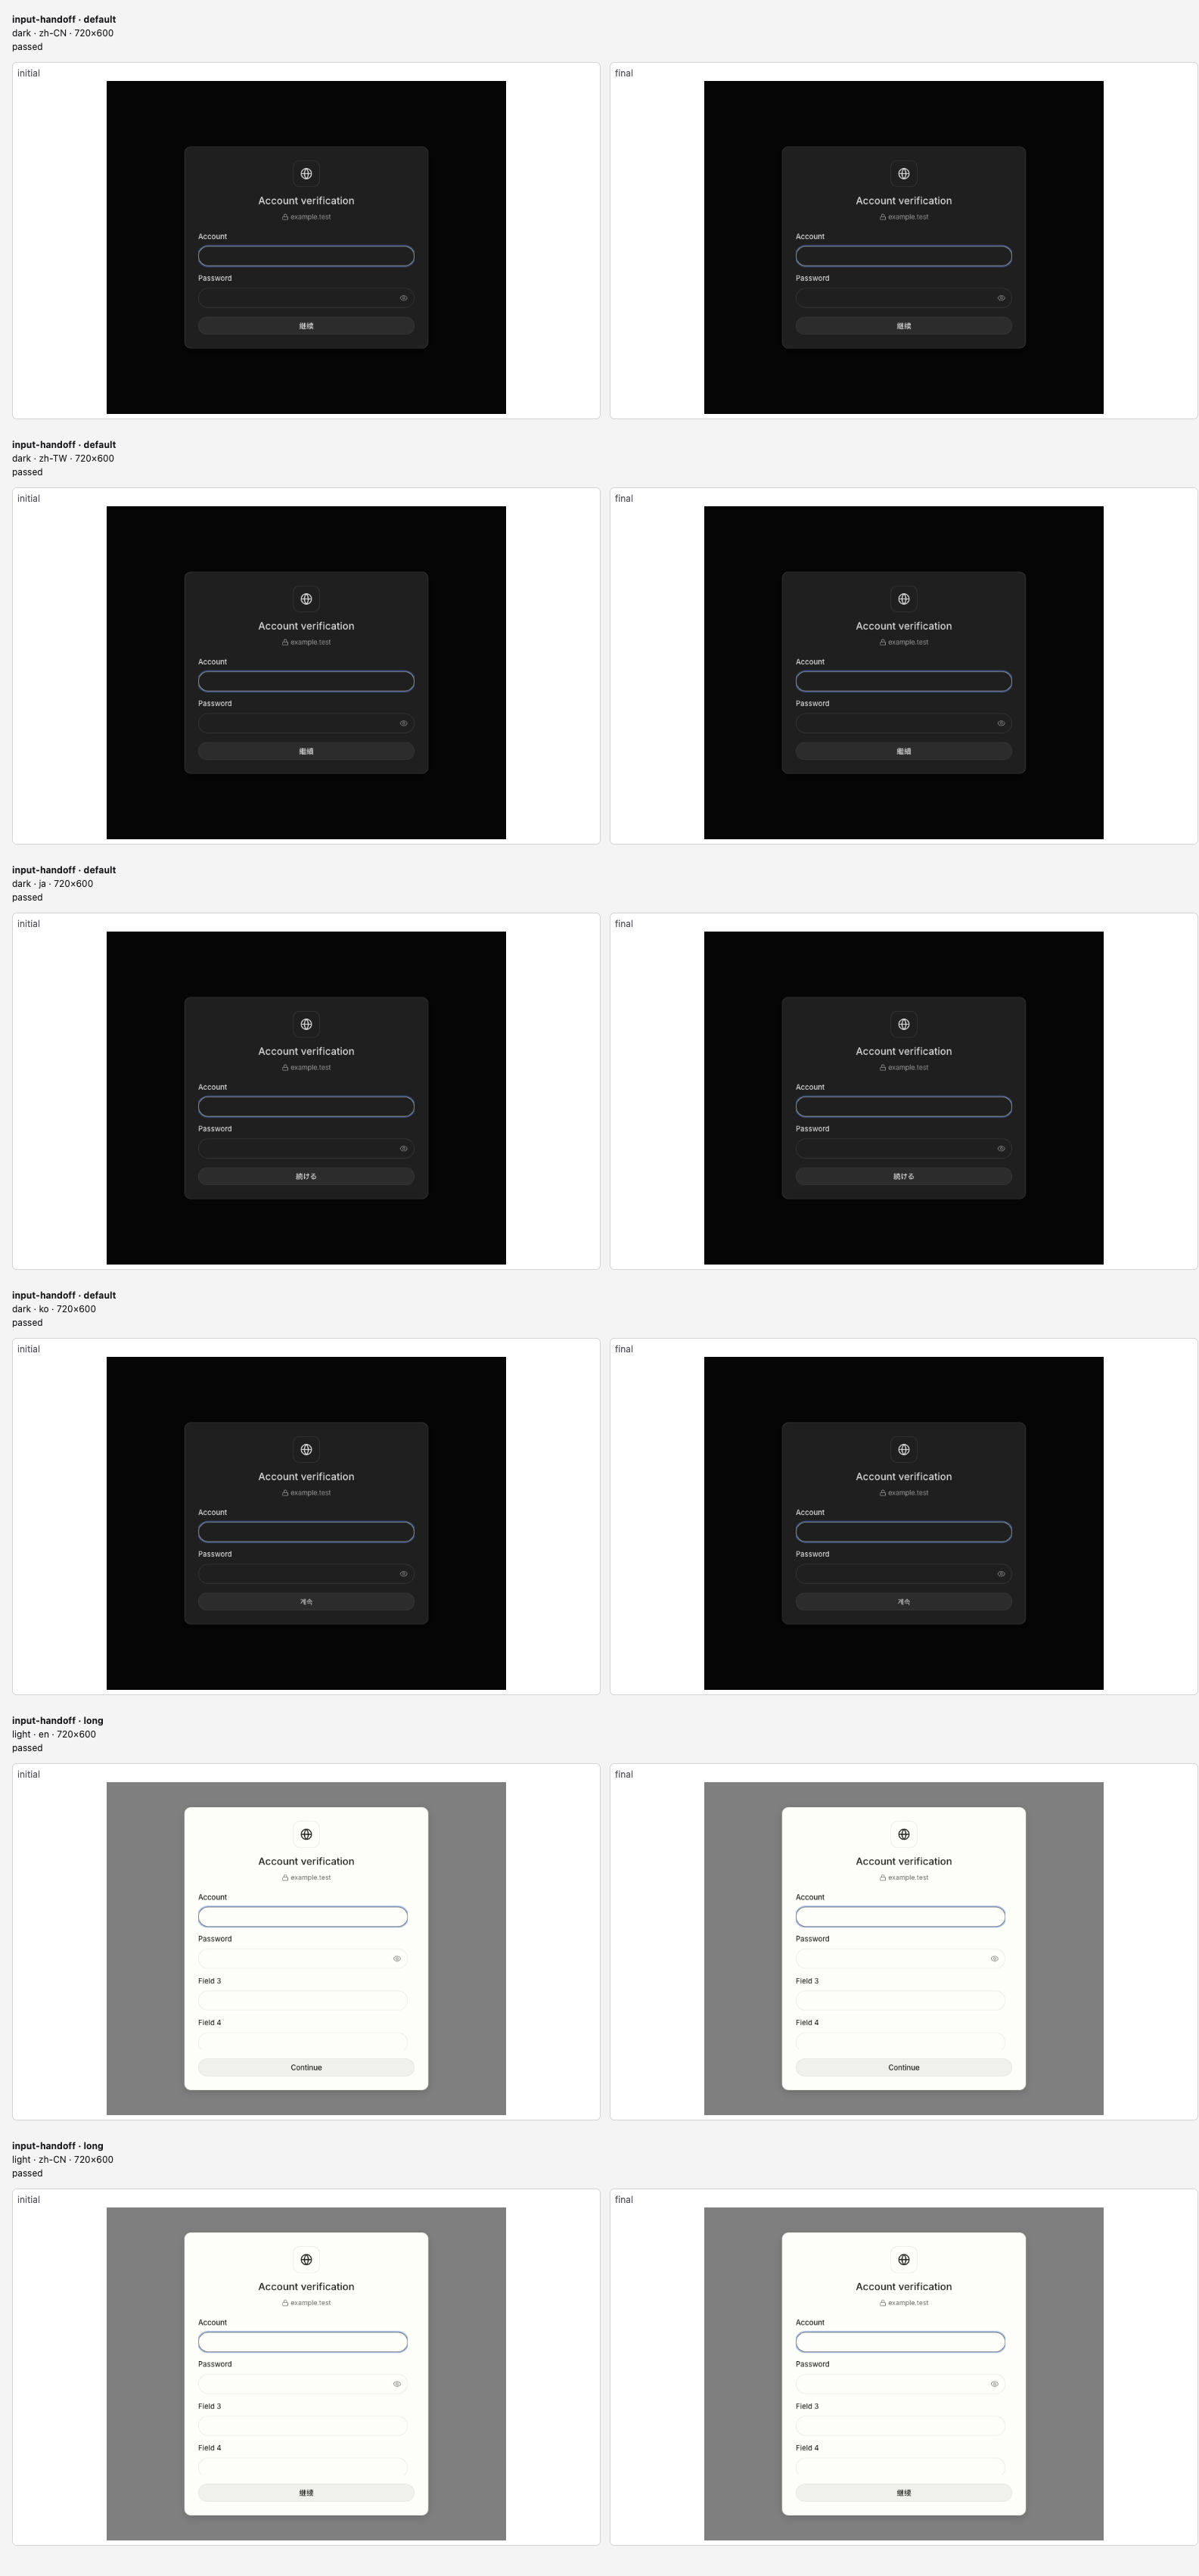 input-handoff · default
dark · zh-CN · 720×600
passed
initial
Account verification
example.test
Account
Password
继续
final
Account verification
example.test
Account
Password
继续
input-handoff · default
dark · zh-TW · 720×600
passed
initial
Account verification
example.test
Account
Password
繼續
final
Account verification
example.test
Account
Password
繼續
input-handoff · default
dark · ja · 720×600
passed
initial
Account verification
example.test
Account
Password
続ける
final
Account verification
example.test
Account
Password
続ける
input-handoff · default
dark · ko · 720×600
passed
initial
Account verification
example.test
Account
Password
계속
final
Account verification
example.test
Account
Password
계속
input-handoff · long
light · en · 720×600
passed
initial
Account verification
example.test
Account
Password
Field 3
Field 4
Continue
final
Account verification
example.test
Account
Password
Field 3
Field 4
Continue
input-handoff · long
light · zh-CN · 720×600
passed
initial
Account verification
example.test
Account
Password
Field 3
Field 4
继续
final
Account verification
example.test
Account
Password
Field 3
Field 4
继续